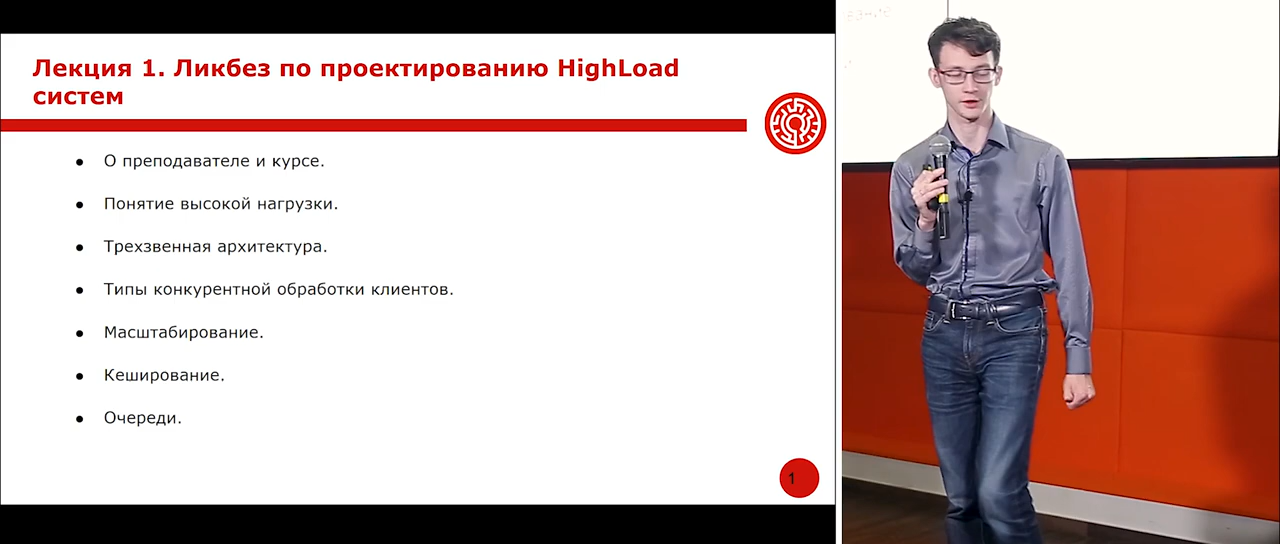 Лекция 1. Ликбез по проектированию HighLoad
систем
О преподавателе и курсе.
Понятие высокой нагрузки.
Трехзвенная архитектура.
Типы конкурентной обработки клиентов.
Масштабирование.
Кеширование.
Очереди.
1